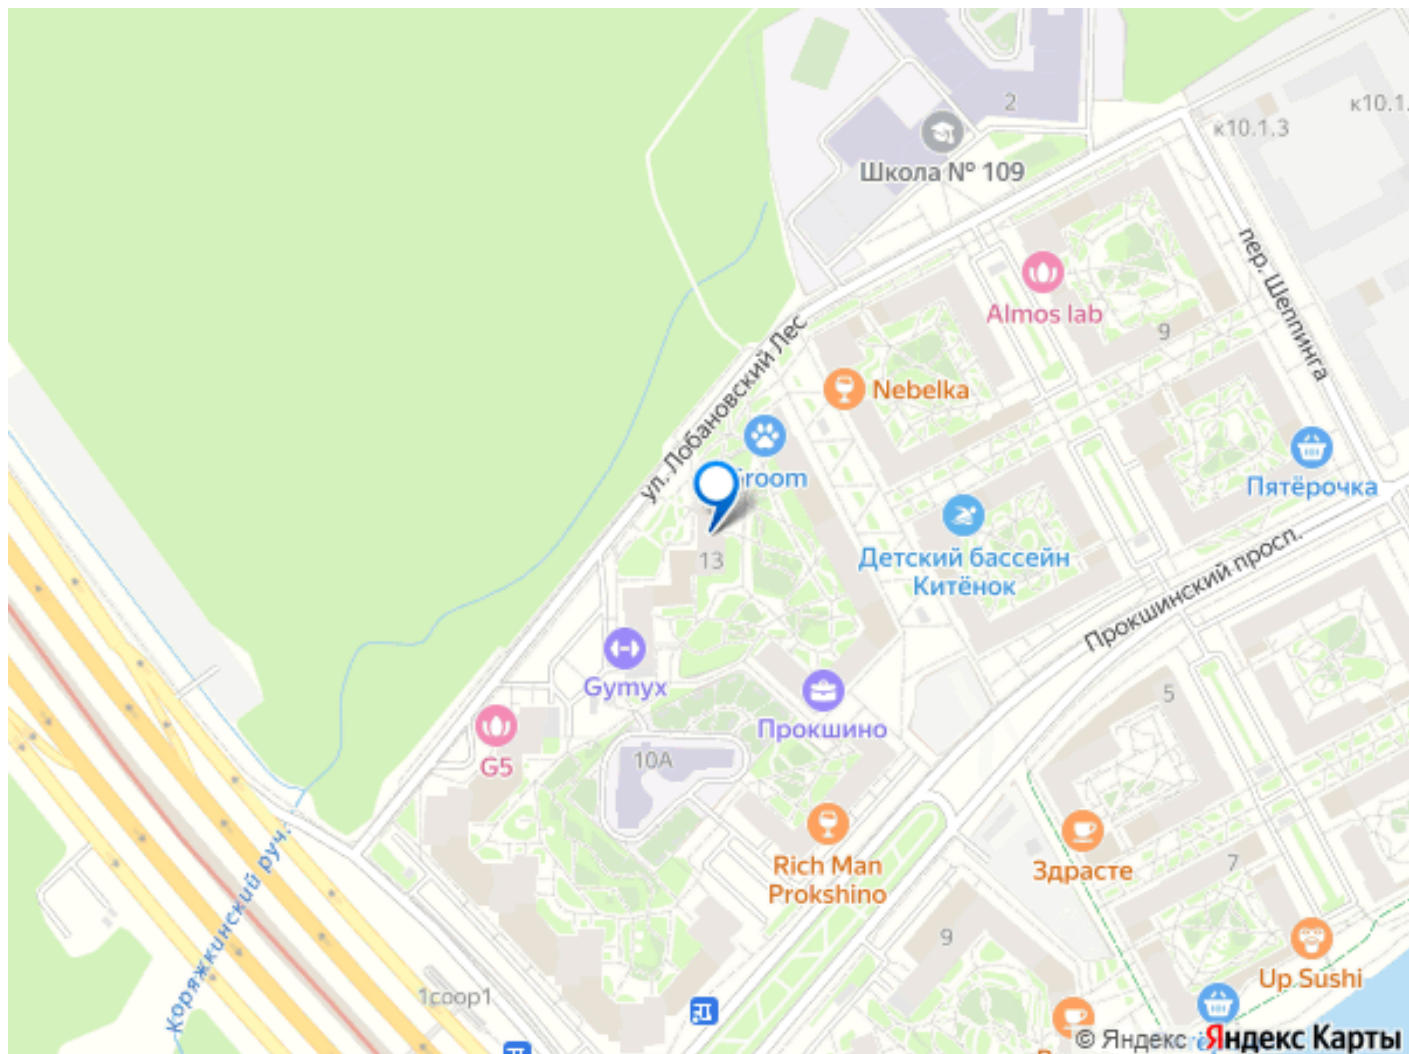 2
к10.1.3
к10.1.
Школа № 109
пер. Шеппинга
Almos lab
9
ул. Лобановский Лес
Nebelka
Groom
Пятёрочка
13
Детский бассейн
Китёнок
Прокшинский просп.
Gymyx
Прокшино
5
G5
10А
Rich Man
Prokshino
Здрасте
7
Коряжкинский руч.
9
Up Sushi
1соор1
© Яндекс Яндекс Карты